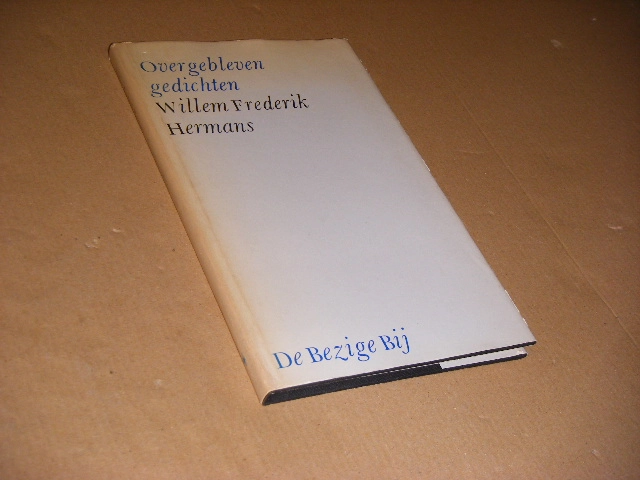 Overgebleven
gedichten
Willem Frederik
Hermans
De Bezige Bij